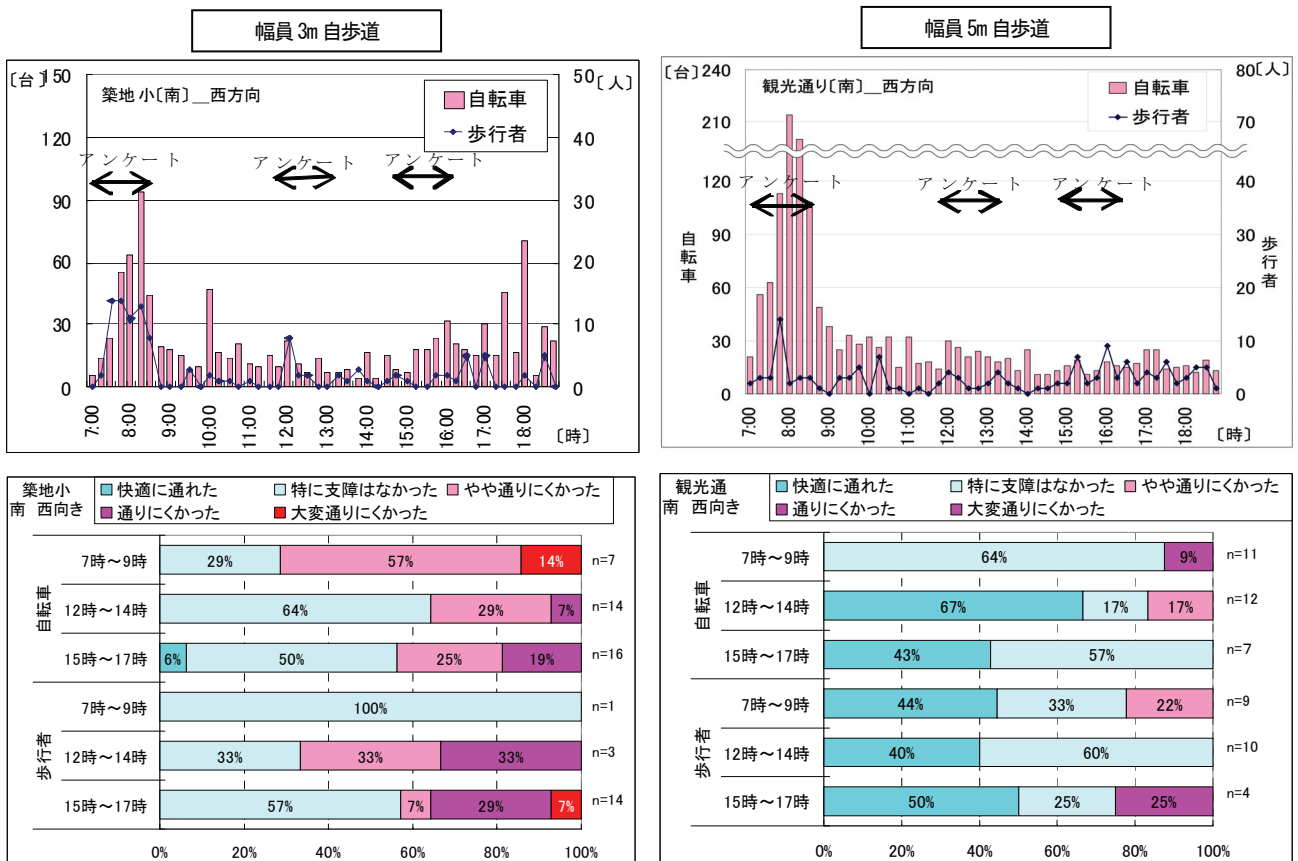 幅員 3m 自歩道
〔台〕150
50〔人〕
築地 小〔南〕__西方向
自転車
歩行者
アンケート
アンケート
アンケート
120
40
90
30
60
20
30
10
0
0
7:00
8:00
9:00
10:00
11:00
12:00
13:00
14:00
15:00
16:00
17:00
18:00
〔時〕
幅員 5m 自歩道
〔台〕240
80〔人〕
観光通り〔南〕__西方向
自転車
歩行者
210
70
アンケート
アンケート
アンケート
120
40
90
30
60
20
30
10
0
0
自転車
歩行者
7:00
8:00
9:00
10:00
11:00
12:00
13:00
14:00
15:00
16:00
17:00
18:00
〔時〕
築地小
南 西向き
快適に通れた
特に支障はなかった
やや通りにくかった
通りにくかった
大変通りにくかった
自転車
7時～9時
29%
57%
14%
n=7
12時～14時
64%
29%
7%
n=14
15時～17時
6%
50%
25%
19%
n=16
歩行者
7時～9時
100%
n=1
12時～14時
33%
33%
33%
n=3
15時～17時
57%
7%
29%
7%
n=14
0% 20% 40% 60% 80% 100%
観光通
南 西向き
快適に通れた
特に支障はなかった
やや通りにくかった
通りにくかった
大変通りにくかった
自転車
7時～9時
64%
9%
n=11
12時～14時
67%
17%
17%
n=12
15時～17時
43%
57%
n=7
歩行者
7時～9時
44%
33%
22%
n=9
12時～14時
40%
60%
n=10
15時～17時
50%
25%
25%
n=4
0% 20% 40% 60% 80% 100%